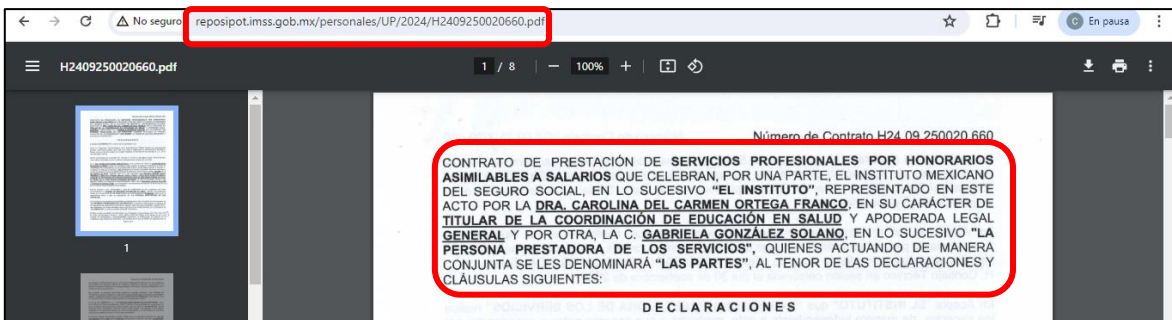 No seguro reposipot.imss.gob.mx/personales/UP/2024/H2409250020660.pdf En pausa
H2409250020660.pdf 1 / 8 100%
1
Número de Contrato H24 09 250020 660
CONTRATO DE PRESTACIÓN DE SERVICIOS PROFESIONALES POR HONORARIOS
ASIMILABLES A SALARIOS QUE CELEBRAN, POR UNA PARTE, EL INSTITUTO MEXICANO
DEL SEGURO SOCIAL, EN LO SUCESIVO "EL INSTITUTO", REPRESENTADO EN ESTE
ACTO POR LA DRA. CAROLINA DEL CARMEN ORTEGA FRANCO, EN SU CARÁCTER DE
TITULAR DE LA COORDINACIÓN DE EDUCACIÓN EN SALUD Y APODERADA LEGAL
GENERAL Y POR OTRA, LA C. GABRIELA GONZÁLEZ SOLANO, EN LO SUCESIVO "LA
PERSONA PRESTADORA DE LOS SERVICIOS", QUIENES ACTUANDO DE MANERA
CONJUNTA SE LES DENOMINARÁ "LAS PARTES", AL TENOR DE LAS DECLARACIONES Y
CLÁUSULAS SIGUIENTES:
DECLARACIONES